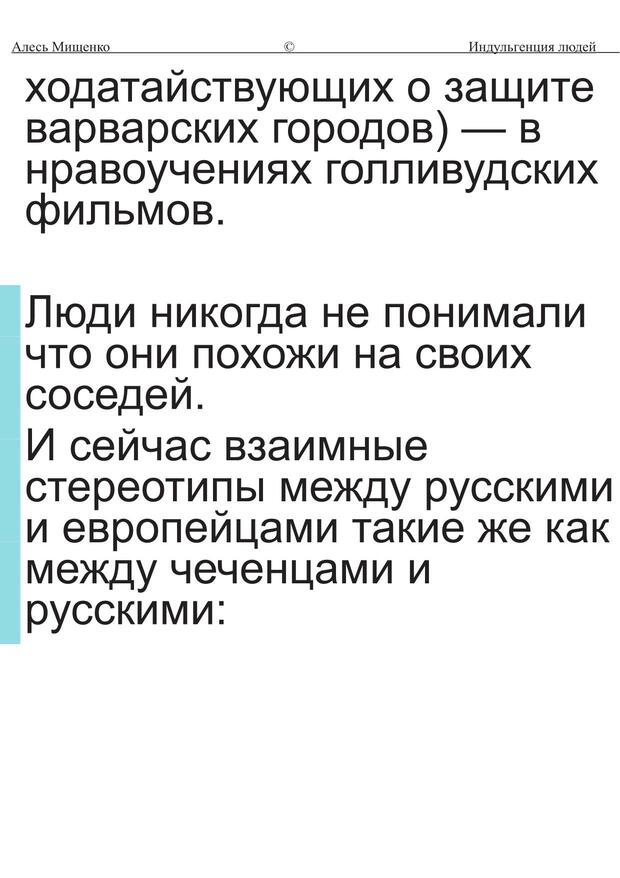 Алесь Мищенко © Индульгенция людей
ходатайствующих о защите
варварских городов) — в
нравоучениях голливудских
фильмов.
Люди никогда не понимали
что они похожи на своих
соседей.
И сейчас взаимные
стереотипы между русскими
и европейцами такие же как
между чеченцами и
русскими: